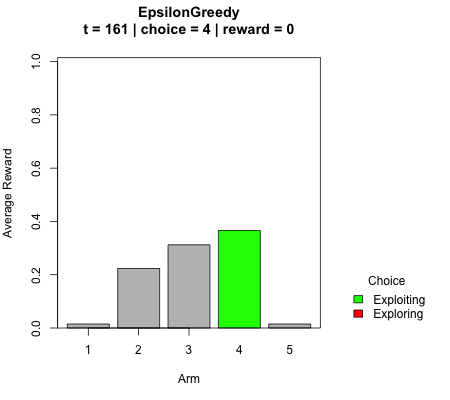 EpsilonGreedy
t = 161 | choice = 4 | reward = 0
1.0
0.8
0.6
0.4
0.2
0.0
Average Reward
1 2 3 4 5
Arm
Choice
Exploiting
Exploring